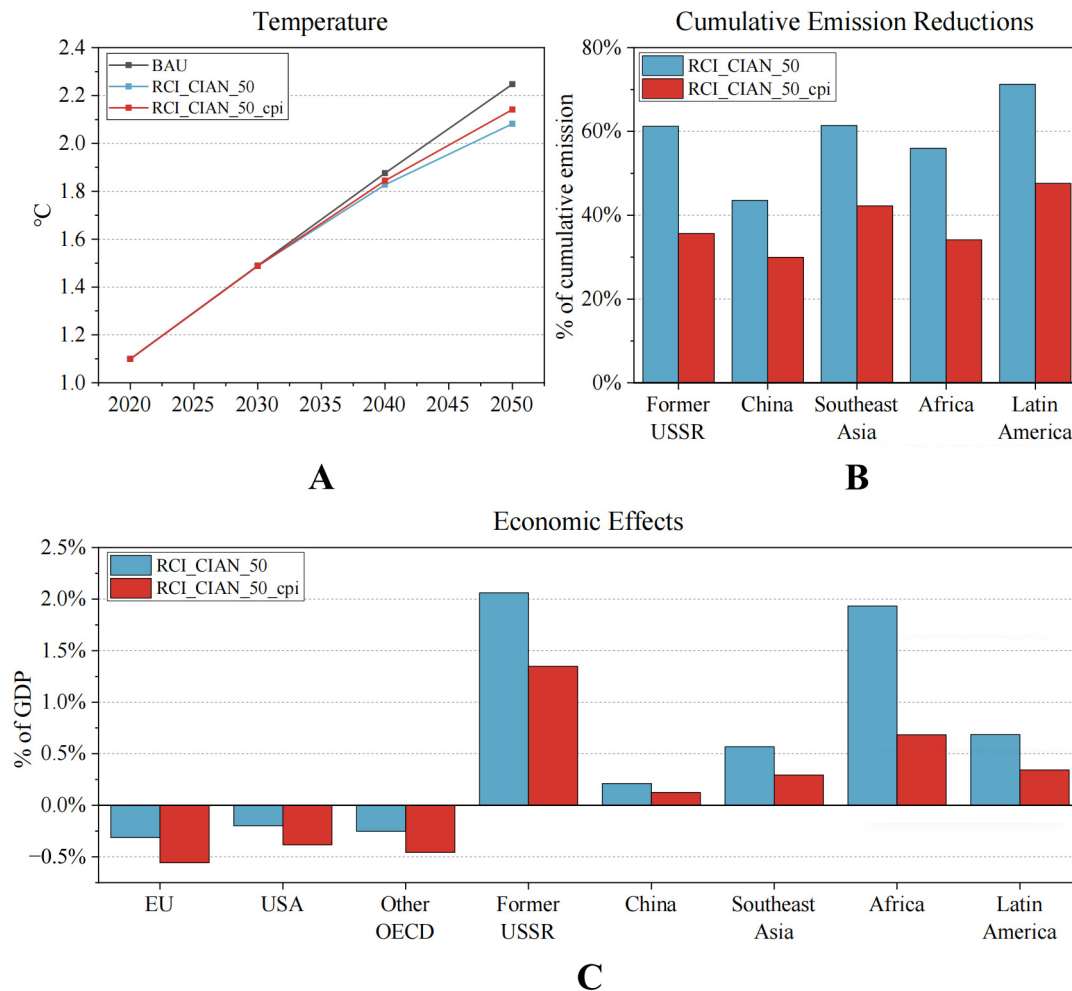 Temperature
2.4
2.2
2.0
1.8
1.6
1.4
1.2
1.0
°C
BAU
RCI_CIAN_50
RCI_CIAN_50_cpi
2020 2025 2030 2035 2040 2045 2050
A
Cumulative Emission Reductions
80%
60%
40%
20%
0%
% of cumulative emission
RCI_CIAN_50
RCI_CIAN_50_cpi
Former USSR
China
Southeast Asia
Africa
Latin America
B
Economic Effects
2.5%
2.0%
1.5%
1.0%
0.5%
0.0%
−0.5%
% of GDP
RCI_CIAN_50
RCI_CIAN_50_cpi
EU
USA
Other OECD
Former USSR
China
Southeast Asia
Africa
Latin America
C